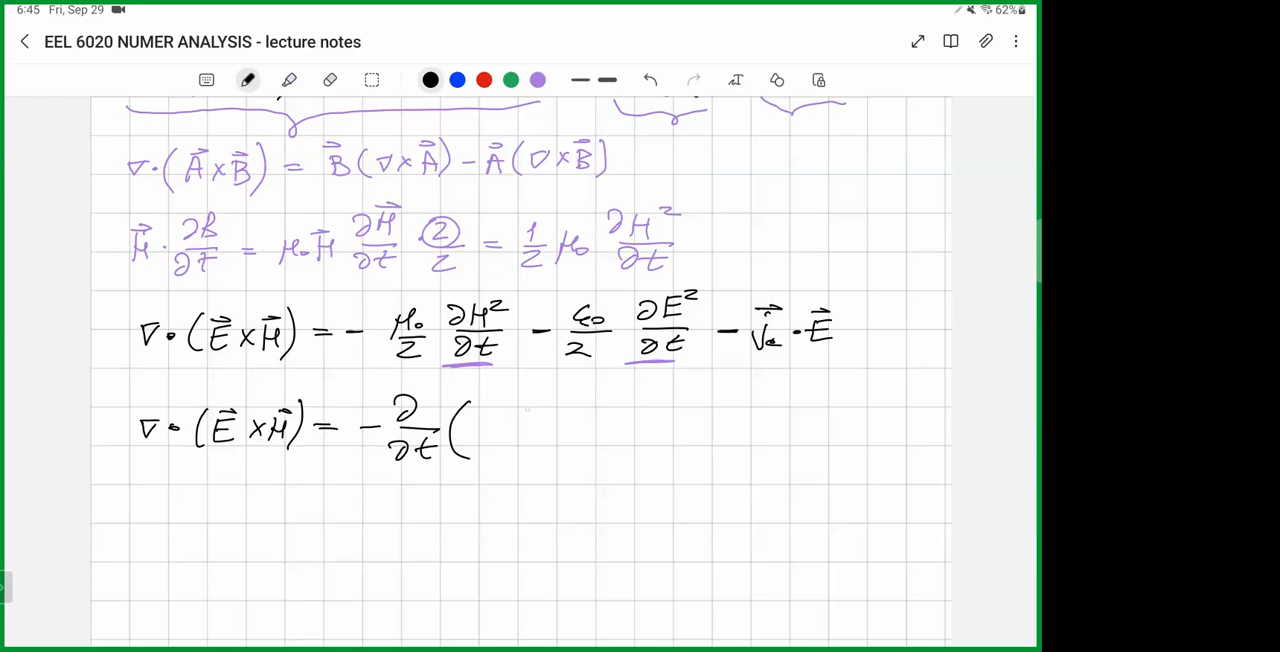 6:45 Fri, Sep 29 62%
EEL 6020 NUMER ANALYSIS - lecture notes
∇·(A⃗×B⃗) = B⃗(∇×A⃗) − A⃗(∇×B⃗)
H⃗·∂B/∂t = μ₀H⃗ ∂H⃗/∂t · 2/2 = 1/2 μ₀ ∂H²/∂t
∇·(E⃗×H⃗) = − μ₀/2 ∂H²/∂t − ε₀/2 ∂E²/∂t − ·E⃗
∇·(E⃗×H⃗) = − ∂/∂t (